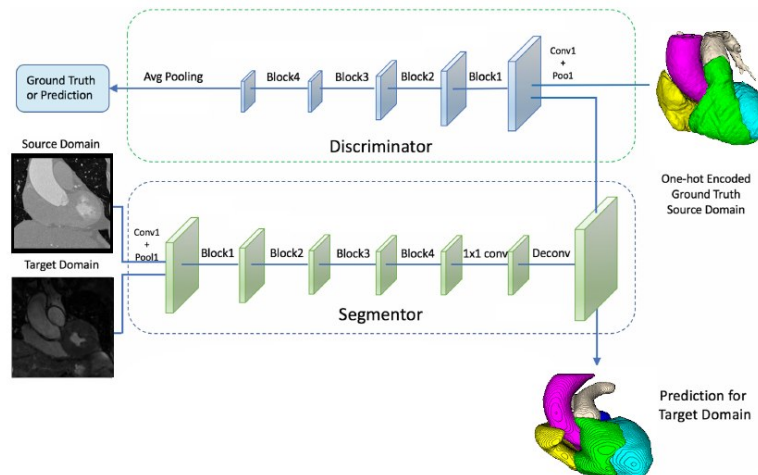 Ground Truth
or Prediction
Avg Pooling
Block4
Block3
Block2
Block1
Conv1
+
Poo1
Discriminator
One-hot Encoded
Ground Truth
Source Domain
Source Domain
Target Domain
Conv1
+
Pool1
Block1
Block2
Block3
Block4
1x1 conv
Deconv
Segmentor
Prediction for
Target Domain